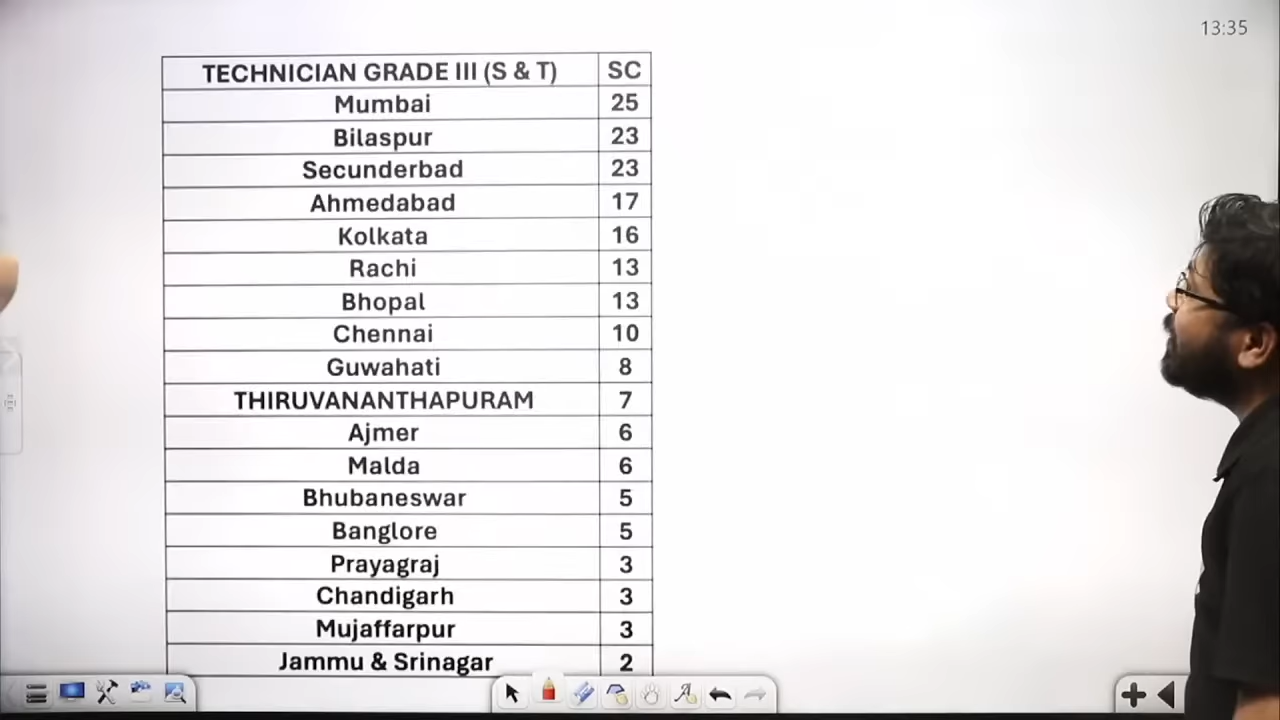 13:35
TECHNICIAN GRADE III (S & T) SC
Mumbai 25
Bilaspur 23
Secunderbad 23
Ahmedabad 17
Kolkata 16
Rachi 13
Bhopal 13
Chennai 10
Guwahati 8
THIRUVANANTHAPURAM 7
Ajmer 6
Malda 6
Bhubaneswar 5
Banglore 5
Prayagraj 3
Chandigarh 3
Mujaffarpur 3
Jammu & Srinagar 2